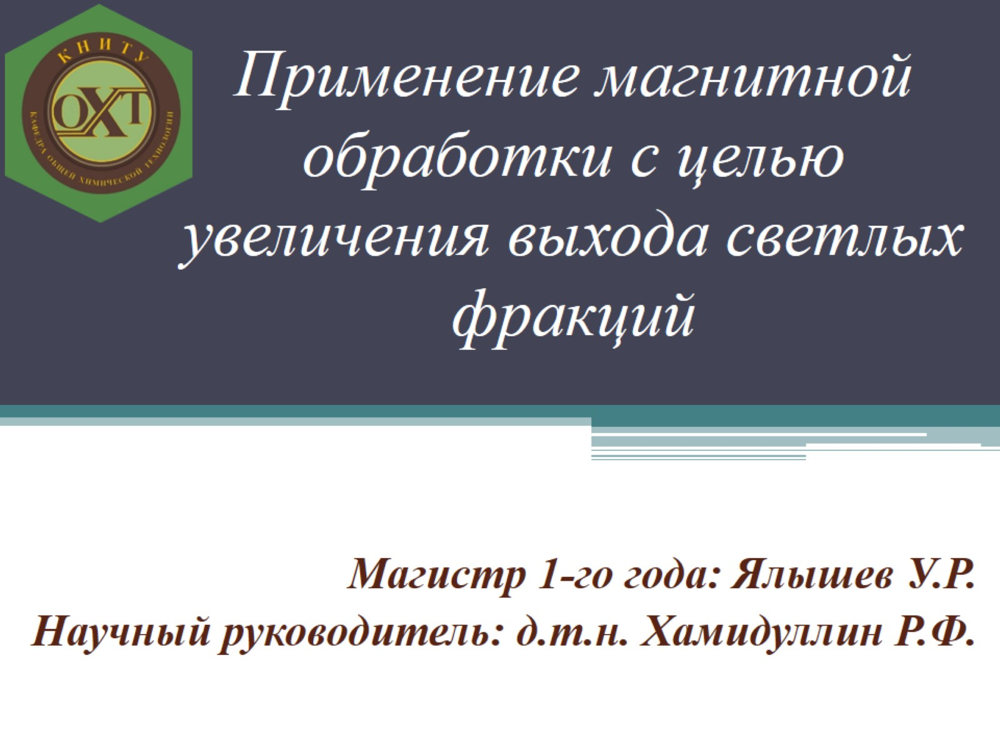 КНИТУ
ОХТ
КАФЕДРА ОБЩЕЙ ХИМИЧЕСКОЙ ТЕХНОЛОГИИ
Применение магнитной
обработки с целью
увеличения выхода светлых
фракций
Магистр 1-го года: Ялышев У.Р.
Научный руководитель: д.т.н. Хамидуллин Р.Ф.